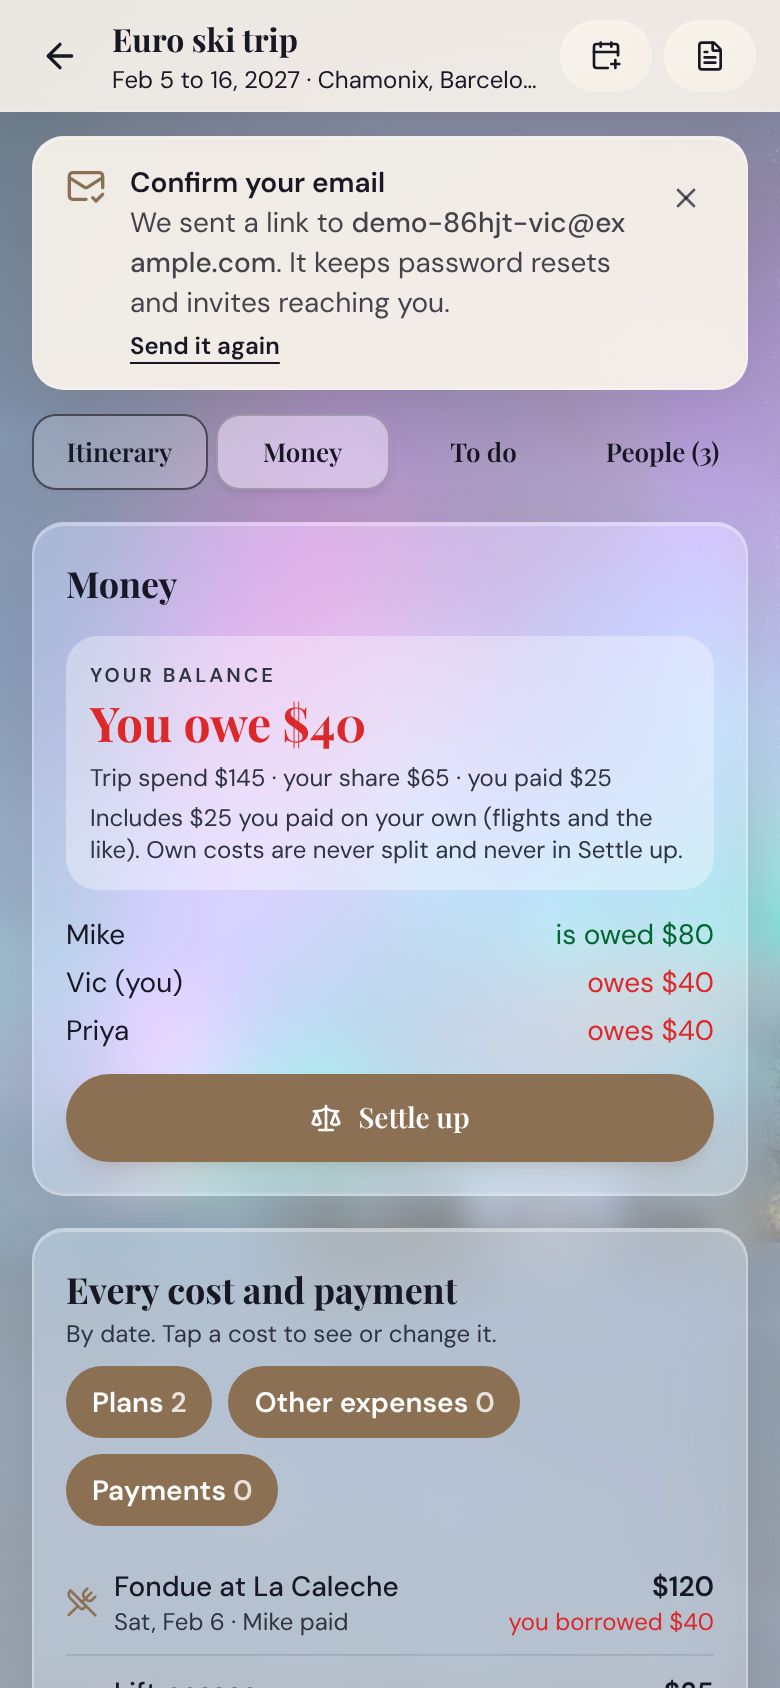 Euro ski trip
Feb 5 to 16, 2027 · Chamonix, Barcelo...
Confirm your email
We sent a link to demo-86hjt-vic@ex
ample.com. It keeps password resets
and invites reaching you.
Send it again
Itinerary Money To do People (3)
Money
YOUR BALANCE
You owe $40
Trip spend $145 · your share $65 · you paid $25
Includes $25 you paid on your own (flights and the
like). Own costs are never split and never in Settle up.
Mike is owed $80
Vic (you) owes $40
Priya owes $40
Settle up
Every cost and payment
By date. Tap a cost to see or change it.
Plans 2 Other expenses 0
Payments 0
Fondue at La Caleche $120
Sat, Feb 6 · Mike paid you borrowed $40